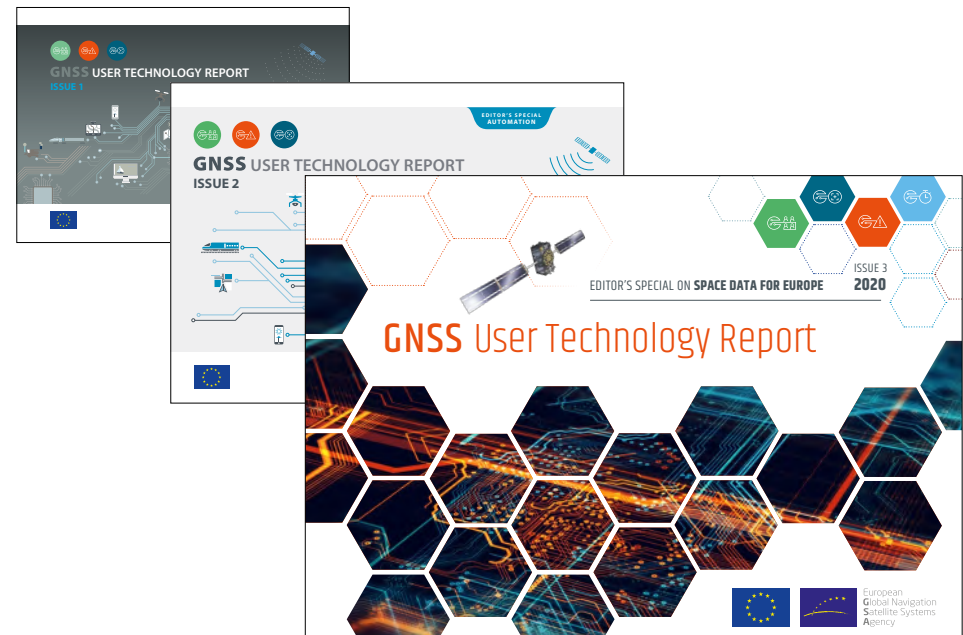 GNSS USER TECHNOLOGY REPORT
ISSUE 1
EDITOR'S SPECIAL
AUTOMATION
GNSS USER TECHNOLOGY REPORT
ISSUE 2
EDITOR'S SPECIAL ON SPACE DATA FOR EUROPE
ISSUE 3
2020
GNSS User Technology Report
European
Global Navigation
Satellite Systems
Agency